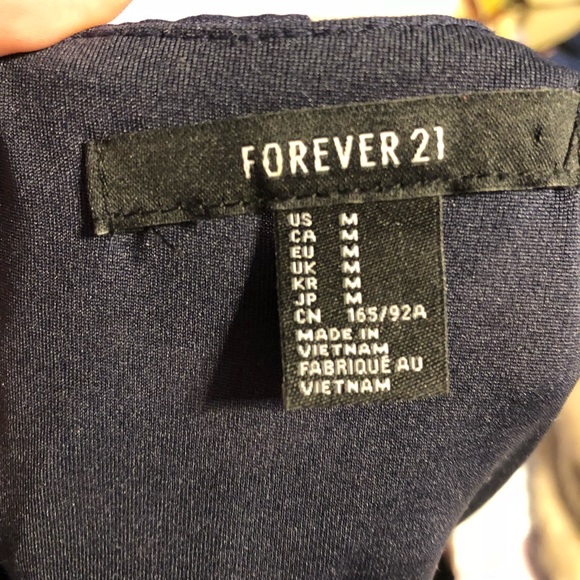 FOREVER 21
US M
CA M
EU M
UK M
KR M
JP M
CN 165/92A
MADE IN
VIETNAM
FABRIQUÉ AU
VIETNAM